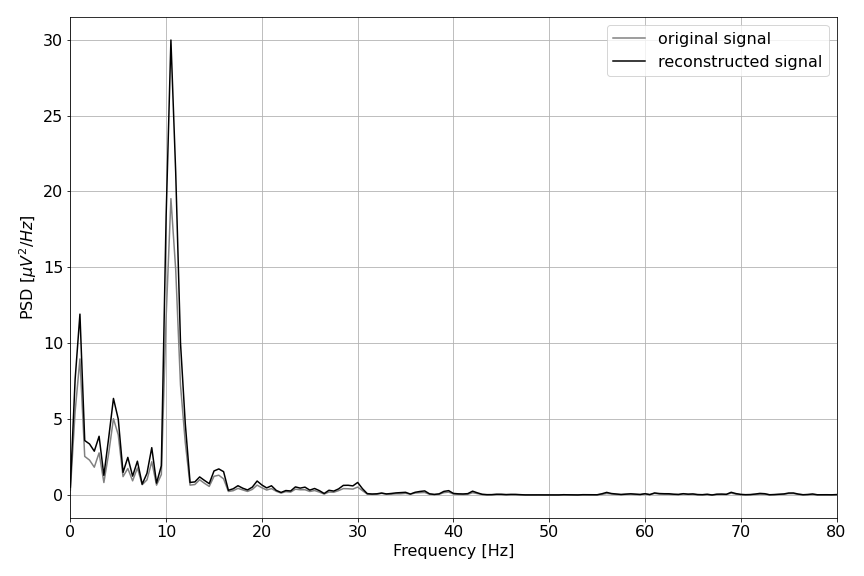 original signal
reconstructed signal
30
25
20
15
10
5
0
PSD [μV²/Hz]
0 10 20 30 40 50 60 70 80
Frequency [Hz]